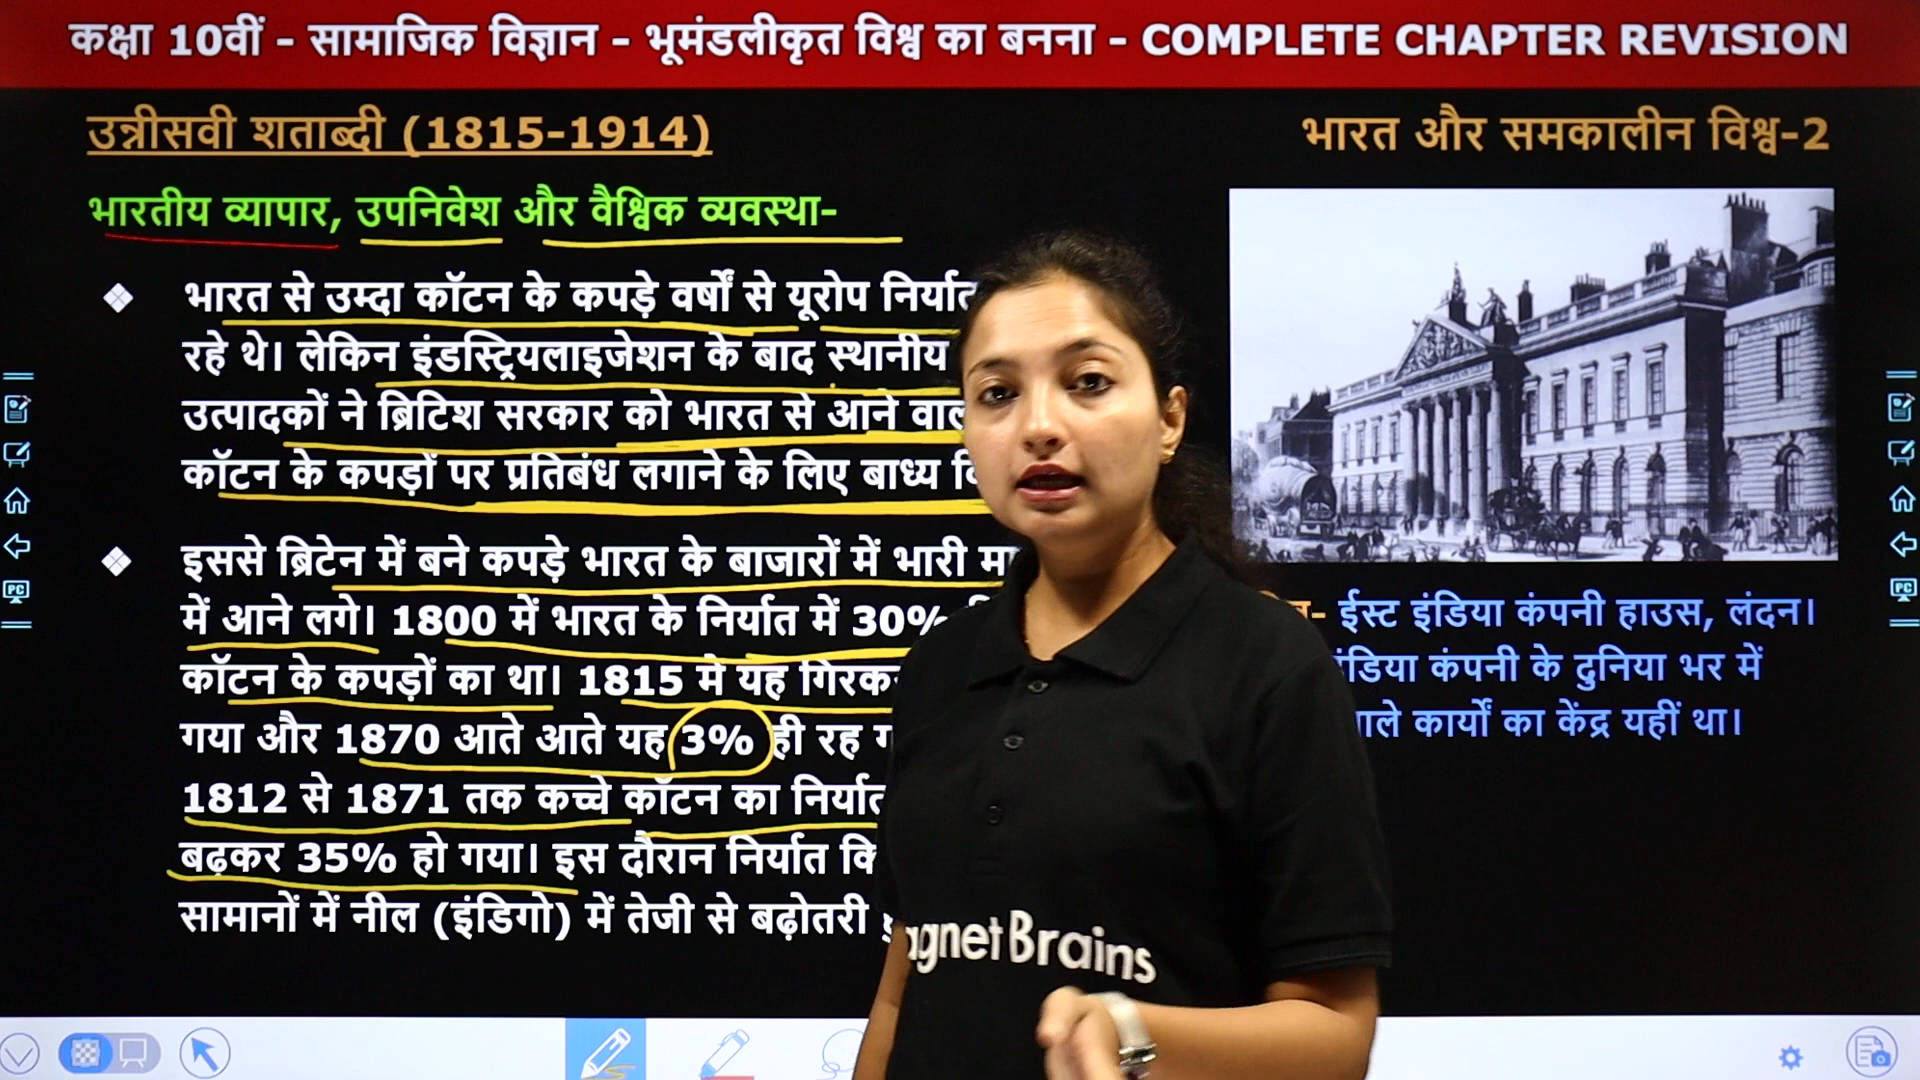 कक्षा 10वीं - सामाजिक विज्ञान - भूमंडलीकृत विश्व का बनना - COMPLETE CHAPTER REVISION
उन्नीसवी शताब्दी (1815-1914)
भारत और समकालीन विश्व-2
भारतीय व्यापार, उपनिवेश और वैश्विक व्यवस्था-
भारत से उम्दा कॉटन के कपड़े वर्षों से यूरोप
रहे थे। लेकिन इंडस्ट्रियलाइजेशन के बाद स्थानीय
उत्पादकों ने ब्रिटिश सरकार को भारत से आने
कॉटन के कपड़ों पर प्रतिबंध लगाने के लिए बाध्य
इससे ब्रिटेन में बने कपड़े भारत के बाजारों में भारी
में आने लगे। 1800 में भारत के निर्यात में 30%
कॉटन के कपड़ों का था। 1815 में यह
गया और 1870 आते आते यह 3% ही रह
1812 से 1871 तक कच्चे कॉटन का
बढ़कर 35% हो गया। इस दौरान निर्यात
सामानों में नील (इंडिगो) में तेजी से बढ़ोतरी
ईस्ट इंडिया कंपनी हाउस, लंदन।
कंपनी के दुनिया भर में
कार्यों का केंद्र यहीं था।
agnetBrains
PC
PC